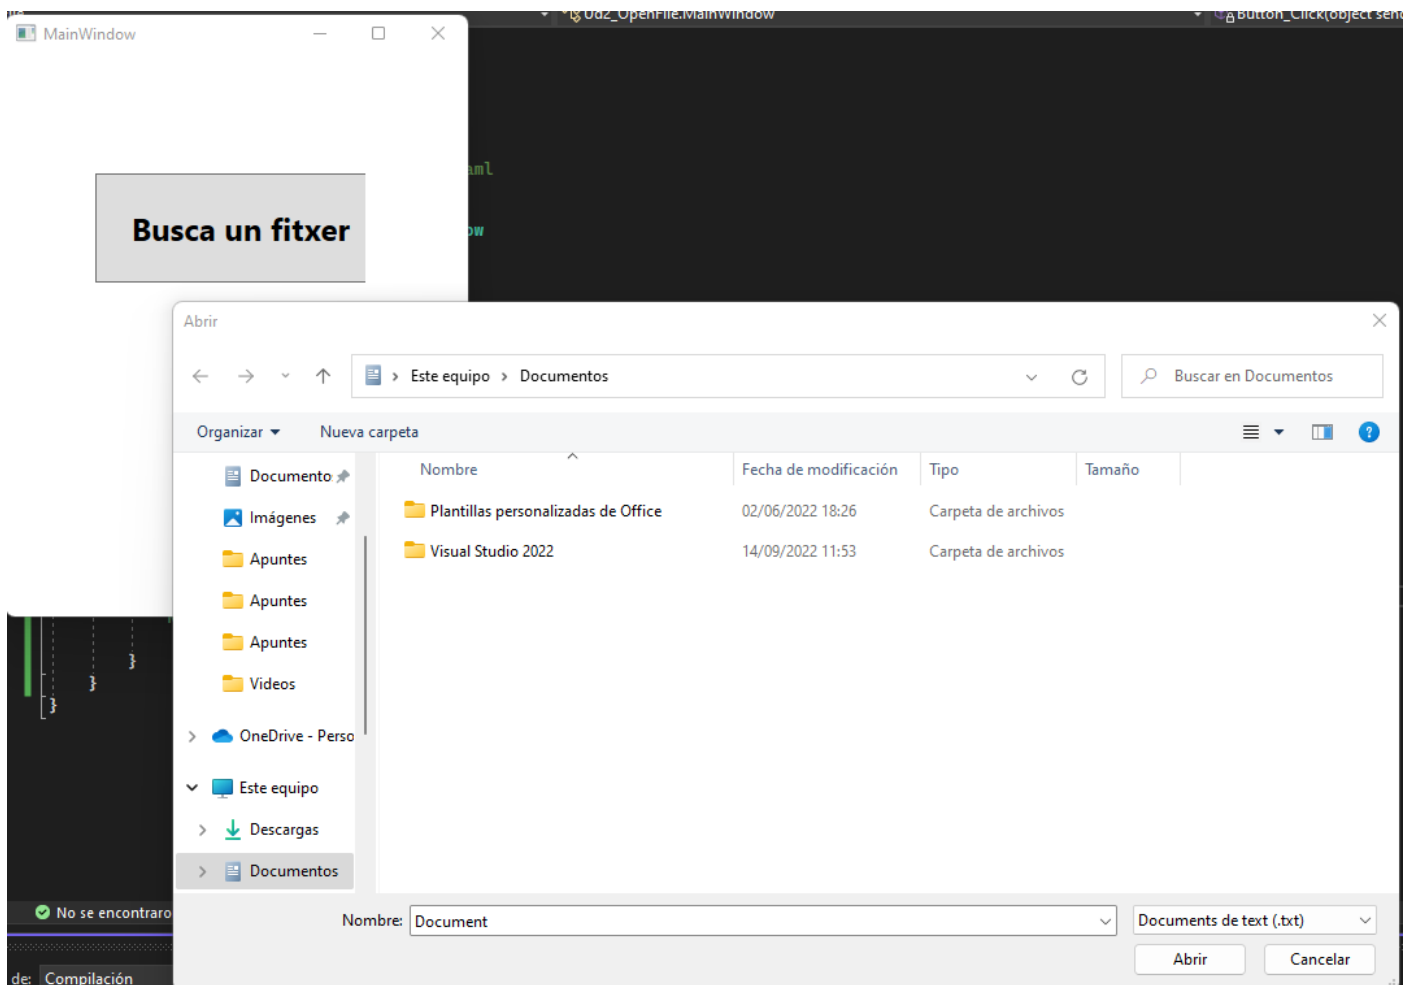 Ud2_OpenFile.MainWindow
Button_Click(object send
MainWindow
aml
Busca un fitxer
ow
Abrir
Este equipo > Documentos
Buscar en Documentos
Organizar
Nueva carpeta
Nombre Fecha de modificación Tipo Tamaño
Documento
Plantillas personalizadas de Office 02/06/2022 18:26 Carpeta de archivos
Imágenes
Visual Studio 2022 14/09/2022 11:53 Carpeta de archivos
Apuntes
Apuntes
Apuntes
}
Videos
}
}
OneDrive - Perso
Este equipo
Descargas
Documentos
No se encontraro
Nombre: Document
Documents de text (.txt)
Abrir
Cancelar
de: Compilación